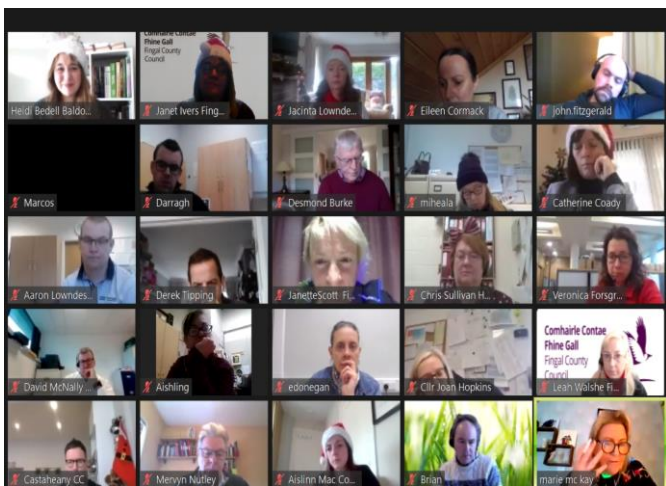 Comhairle Contae
Fhine Gall
Fingal County
Council
Heidi Bedell Baldo...
Janet Ivers Fing...
Jacinta Lownde...
Eileen Cormack
john.fitzgerald
Marcos
Darragh
Desmond Burke
miheala
Catherine Coady
Aaron Lowndes...
Derek Tipping
JanetteScott Fi...
Chris Sullivan H...
Veronica Forsgr...
Comhairle Contae
Fhine Gall
Fingal County
Council
David McNally ...
Aishling
edonegan
Cllr Joan Hopkins
Leah Walshe Fi...
Castaheany CC
Mervyn Nutley
Aislinn Mac Co...
Brian
marie mc kay